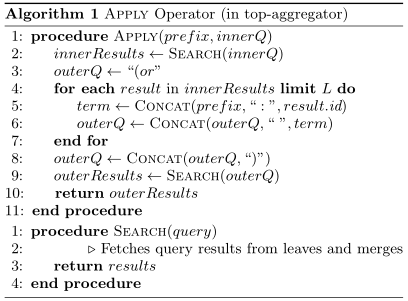 Algorithm 1 APPLY Operator (in top-aggregator)
1: procedure APPLY(prefix, innerQ)
2: innerResults ← SEARCH(innerQ)
3: outerQ ← “(or”
4: for each result in innerResults limit L do
5: term ← CONCAT(prefix, “ : ”, result.id)
6: outerQ ← CONCAT(outerQ, “ ”, term)
7: end for
8: outerQ ← CONCAT(outerQ, “)”)
9: outerResults ← SEARCH(outerQ)
10: return outerResults
11: end procedure
1: procedure SEARCH(query)
2: ▷ Fetches query results from leaves and merges
3: return results
4: end procedure